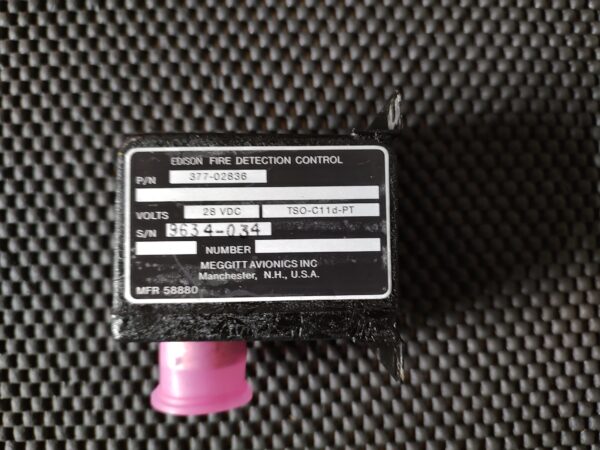 EDISON FIRE DETECTION CONTROL
P/N 377-02836
VOLTS 28 VDC TSO-C11d-PT
S/N 9634-034
NUMBER
MEGGITT AVIONICS INC
Manchester, N.H., U.S.A.
MFR 58880